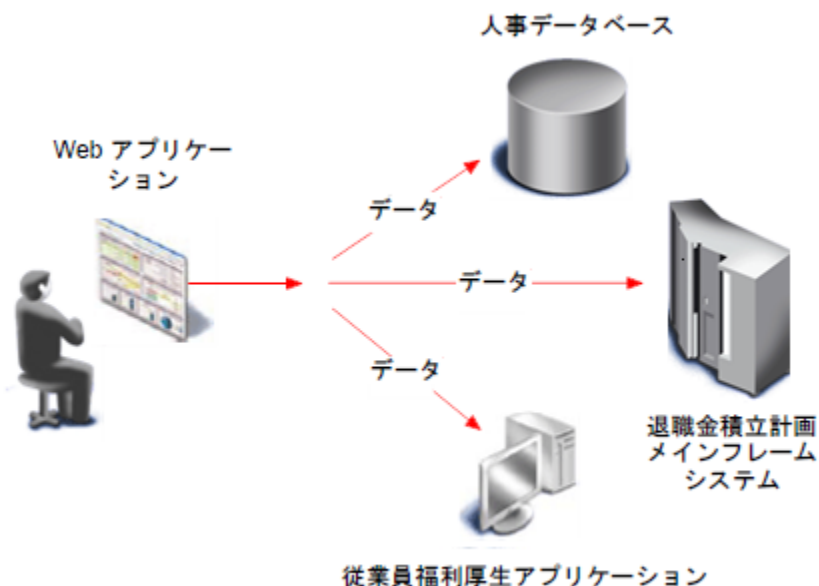 人事データベース
Web アプリケー
ション
データ
データ
データ
退職金積立計画
メインフレーム
システム
従業員福利厚生アプリケーション